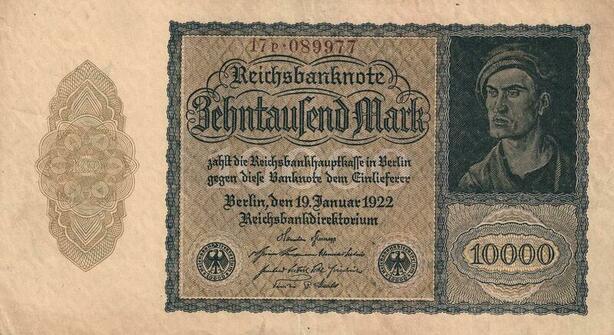 17P·089977
Reichsbanknote
Zehntausend Mark
zahlt die Reichsbankhauptkasse in Berlin
gegen diese Banknote dem Einlieferer
Berlin, den 19. Januar 1922
Reichsbankdirektorium
10000